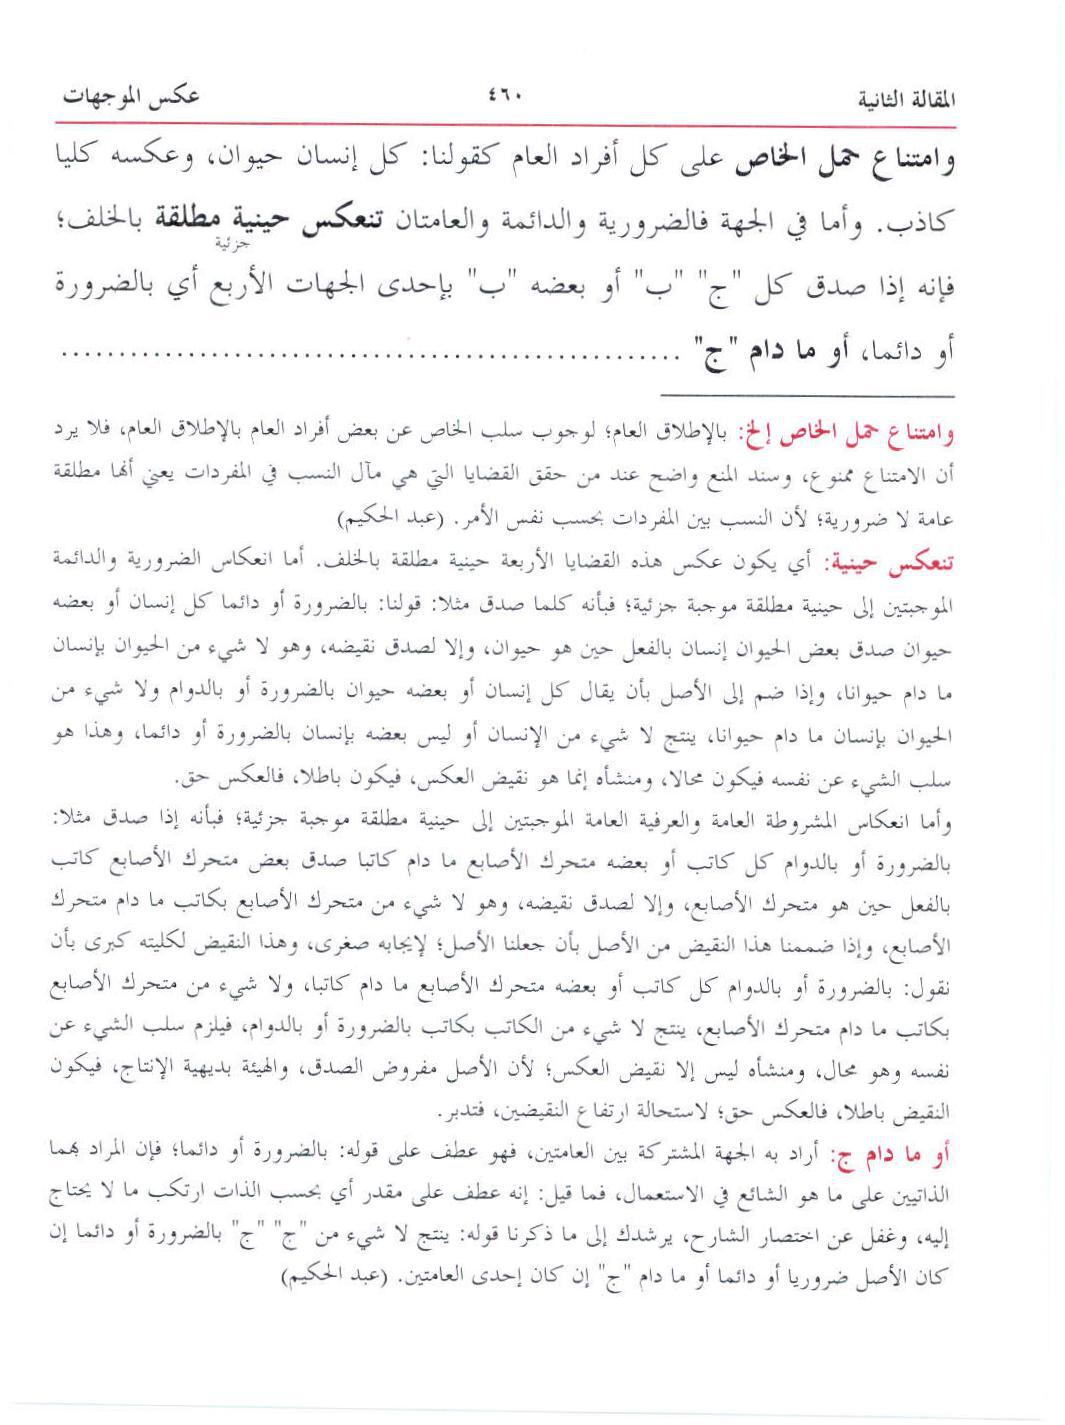 المقالة الثانية
٤٦٠
عكس الموجهات
وامتناع حمل الخاص على كل أفراد العام كقولنا: كل إنسان حيوان، وعكسه كليا
كاذب. وأما في الجهة فالضرورية والدائمة والعامتان تنعكس حينية مطلقة بالخلف؛
جزئية
فإنه إذا صدق كل "ج" "ب" أو بعضه "ب" بإحدى الجهات الأربع أي بالضرورة
أو دائما، أو ما دام "ج" ......................................................
وامتناع حمل الخاص إلخ: بالإطلاق العام؛ لوجوب سلب الخاص عن بعض أفراد العام بالإطلاق العام، فلا يرد
أن الامتناع ممنوع، وسند المنع واضح عند من حقق القضايا التي هي مآل النسب في المفردات يعني أنها مطلقة
عامة لا ضرورية؛ لأن النسب بين المفردات بحسب نفس الأمر. (عبد الحكيم)
تنعكس حينية: أي يكون عكس هذه القضايا الأربعة حينية مطلقة بالخلف. أما انعكاس الضرورية والدائمة
الموجبتين إلى حينية مطلقة موجبة جزئية؛ فبأنه كلما صدق مثلا: قولنا: بالضرورة أو دائما كل إنسان أو بعضه
حيوان صدق بعض الحيوان إنسان بالفعل حين هو حيوان، وإلا لصدق نقيضه، وهو لا شيء من الحيوان بإنسان
ما دام حيوانا، وإذا ضم إلى الأصل بأن يقال كل إنسان أو بعضه حيوان بالضرورة أو بالدوام ولا شيء من
الحيوان بإنسان ما دام حيوانا، ينتج لا شيء من الإنسان أو ليس بعضه بإنسان بالضرورة أو دائما، وهذا هو
سلب الشيء عن نفسه فيكون محالا، ومنشأه إنما هو نقيض العكس، فيكون باطلا، فالعكس حق.
وأما انعكاس المشروطة العامة والعرفية العامة الموجبتين إلى حينية مطلقة موجبة جزئية؛ فبأنه إذا صدق مثلا:
بالضرورة أو بالدوام كل كاتب أو بعضه متحرك الأصابع ما دام كاتبا صدق بعض متحرك الأصابع كاتب
بالفعل حين هو متحرك الأصابع، وإلا لصدق نقيضه، وهو لا شيء من متحرك الأصابع بكاتب ما دام متحرك
الأصابع، وإذا ضممنا هذا النقيض من الأصل بأن جعلنا الأصل؛ لإيجابه صغرى، وهذا النقيض لكليته كبرى بأن
نقول: بالضرورة أو بالدوام كل كاتب أو بعضه متحرك الأصابع ما دام كاتبا، ولا شيء من متحرك الأصابع
بكاتب ما دام متحرك الأصابع، ينتج لا شيء من الكاتب بكاتب بالضرورة أو بالدوام، فيلزم سلب الشيء عن
نفسه وهو محال، ومنشأه ليس إلا نقيض العكس؛ لأن الأصل مفروض الصدق، والهيئة بديهية الإنتاج، فيكون
النقيض باطلا، فالعكس حق؛ لاستحالة ارتفاع النقيضين، فتدبر.
أو ما دام ج: أراد به الجهة المشتركة بين العامتين، فهو عطف على قوله: بالضرورة أو دائما؛ فإن المراد بهما
الذاتيين على ما هو الشائع في الاستعمال، فما قيل: إنه عطف على مقدر أي بحسب الذات ارتكب ما لا يحتاج
إليه، وغفل عن اختصار الشارح، يرشدك إلى ما ذكرنا قوله: ينتج لا شيء من "ج" "ج" بالضرورة أو دائما إن
كان الأصل ضروريا أو دائما أو ما دام "ج" إن كان إحدى العامتين. (عبد الحكيم)